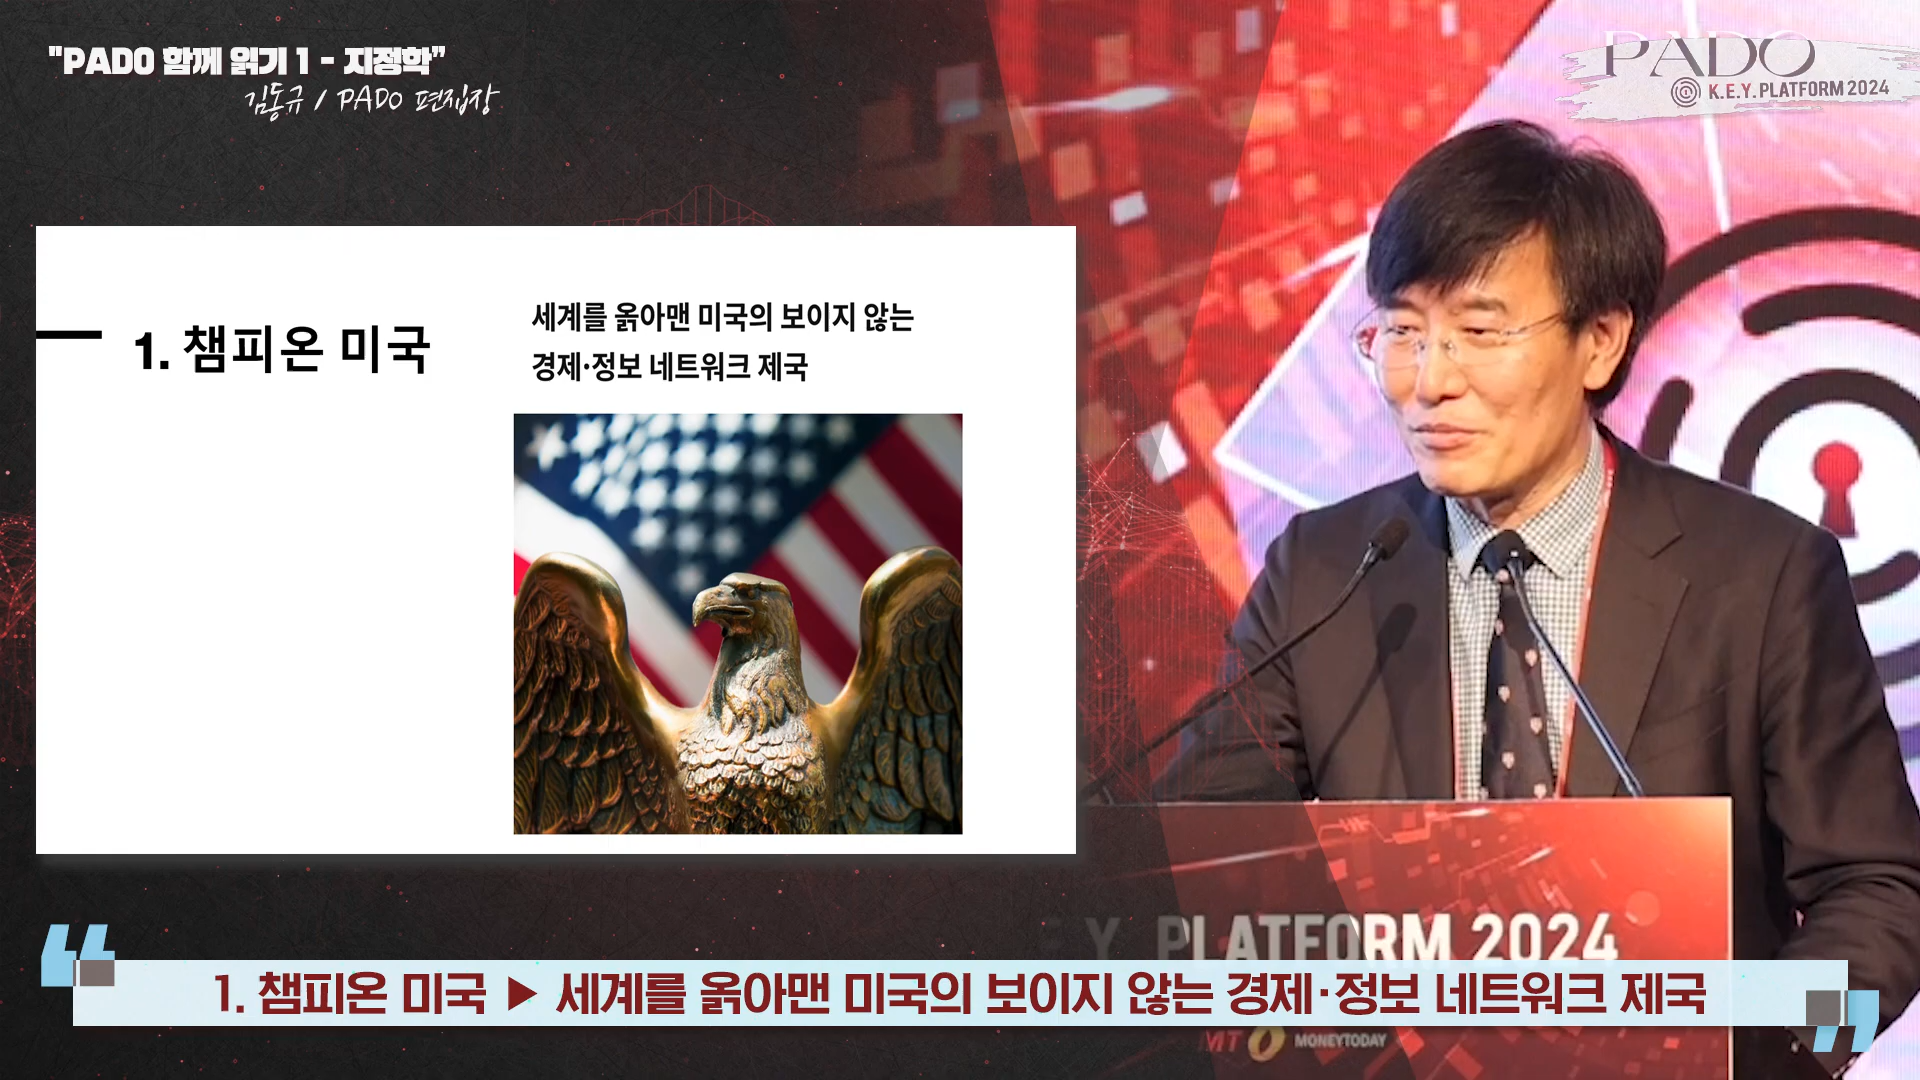 "PADO 함께 읽기 1 - 지정학"
김동규 / PADO 편집장
PADO
K.E.Y. PLATFORM 2024
1. 챔피온 미국
세계를 옭아맨 미국의 보이지 않는
경제·정보 네트워크 제국
E.Y. PLATFORM 2024
1. 챔피온 미국 ▶ 세계를 옭아맨 미국의 보이지 않는 경제·정보 네트워크 제국
MT MONEYTODAY